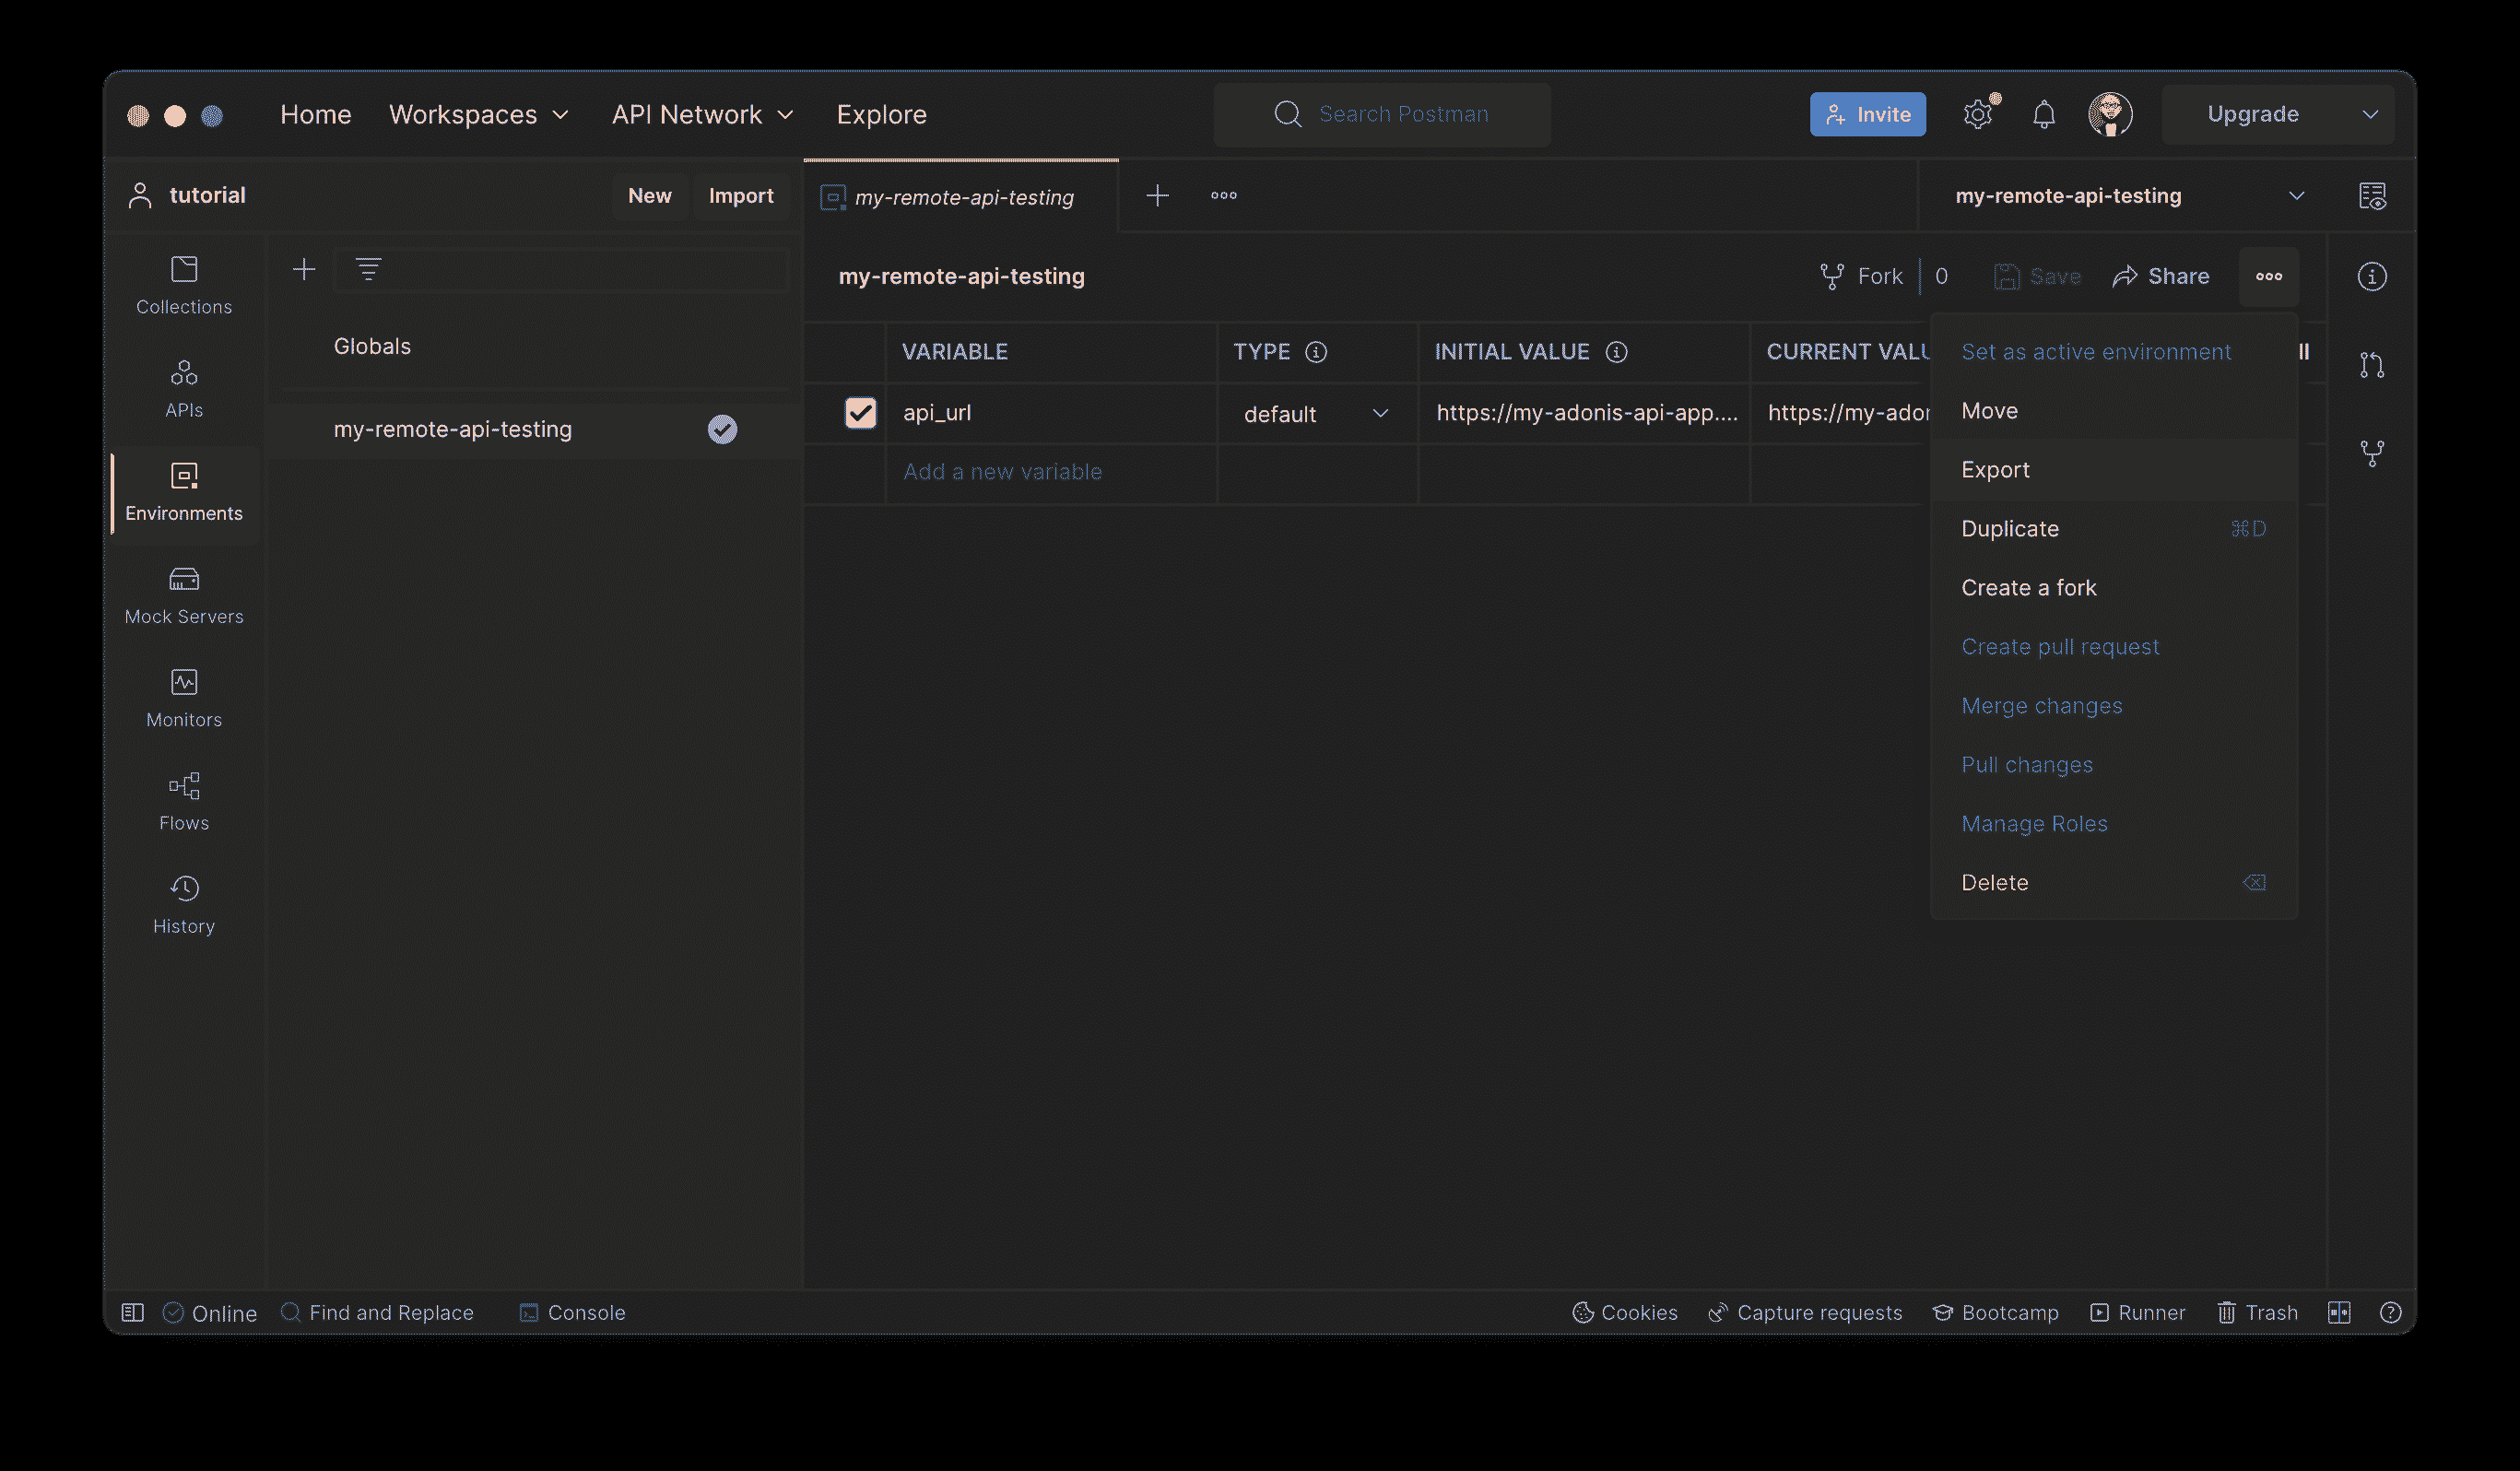 Home Workspaces API Network Explore Search Postman Invite Upgrade
tutorial New Import
my-remote-api-testing
my-remote-api-testing
Collections
APIs
Environments
Mock Servers
Monitors
Flows
History
Globals
my-remote-api-testing
my-remote-api-testing Fork 0 Save Share
VARIABLE TYPE INITIAL VALUE CURRENT VALU
api_url default https://my-adonis-api-app.... https://my-ador
Add a new variable
Set as active environment
Move
Export
Duplicate ⌘D
Create a fork
Create pull request
Merge changes
Pull changes
Manage Roles
Delete
Online Find and Replace Console Cookies Capture requests Bootcamp Runner Trash